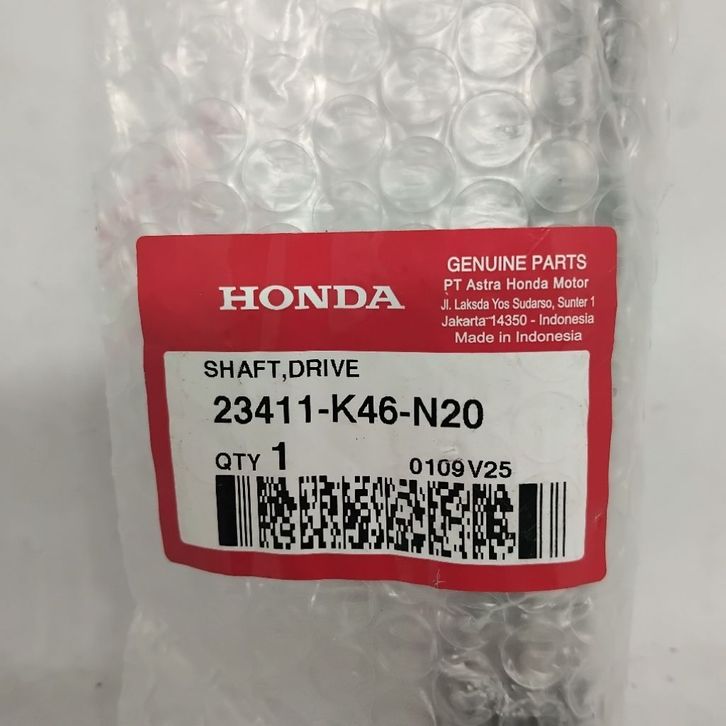 HONDA
GENUINE PARTS
PT Astra Honda Motor
Jl. Laksda Yos Sudarso, Sunter 1
Jakarta 14350 - Indonesia
Made in Indonesia
SHAFT,DRIVE
23411-K46-N20
QTY 1 0109V25